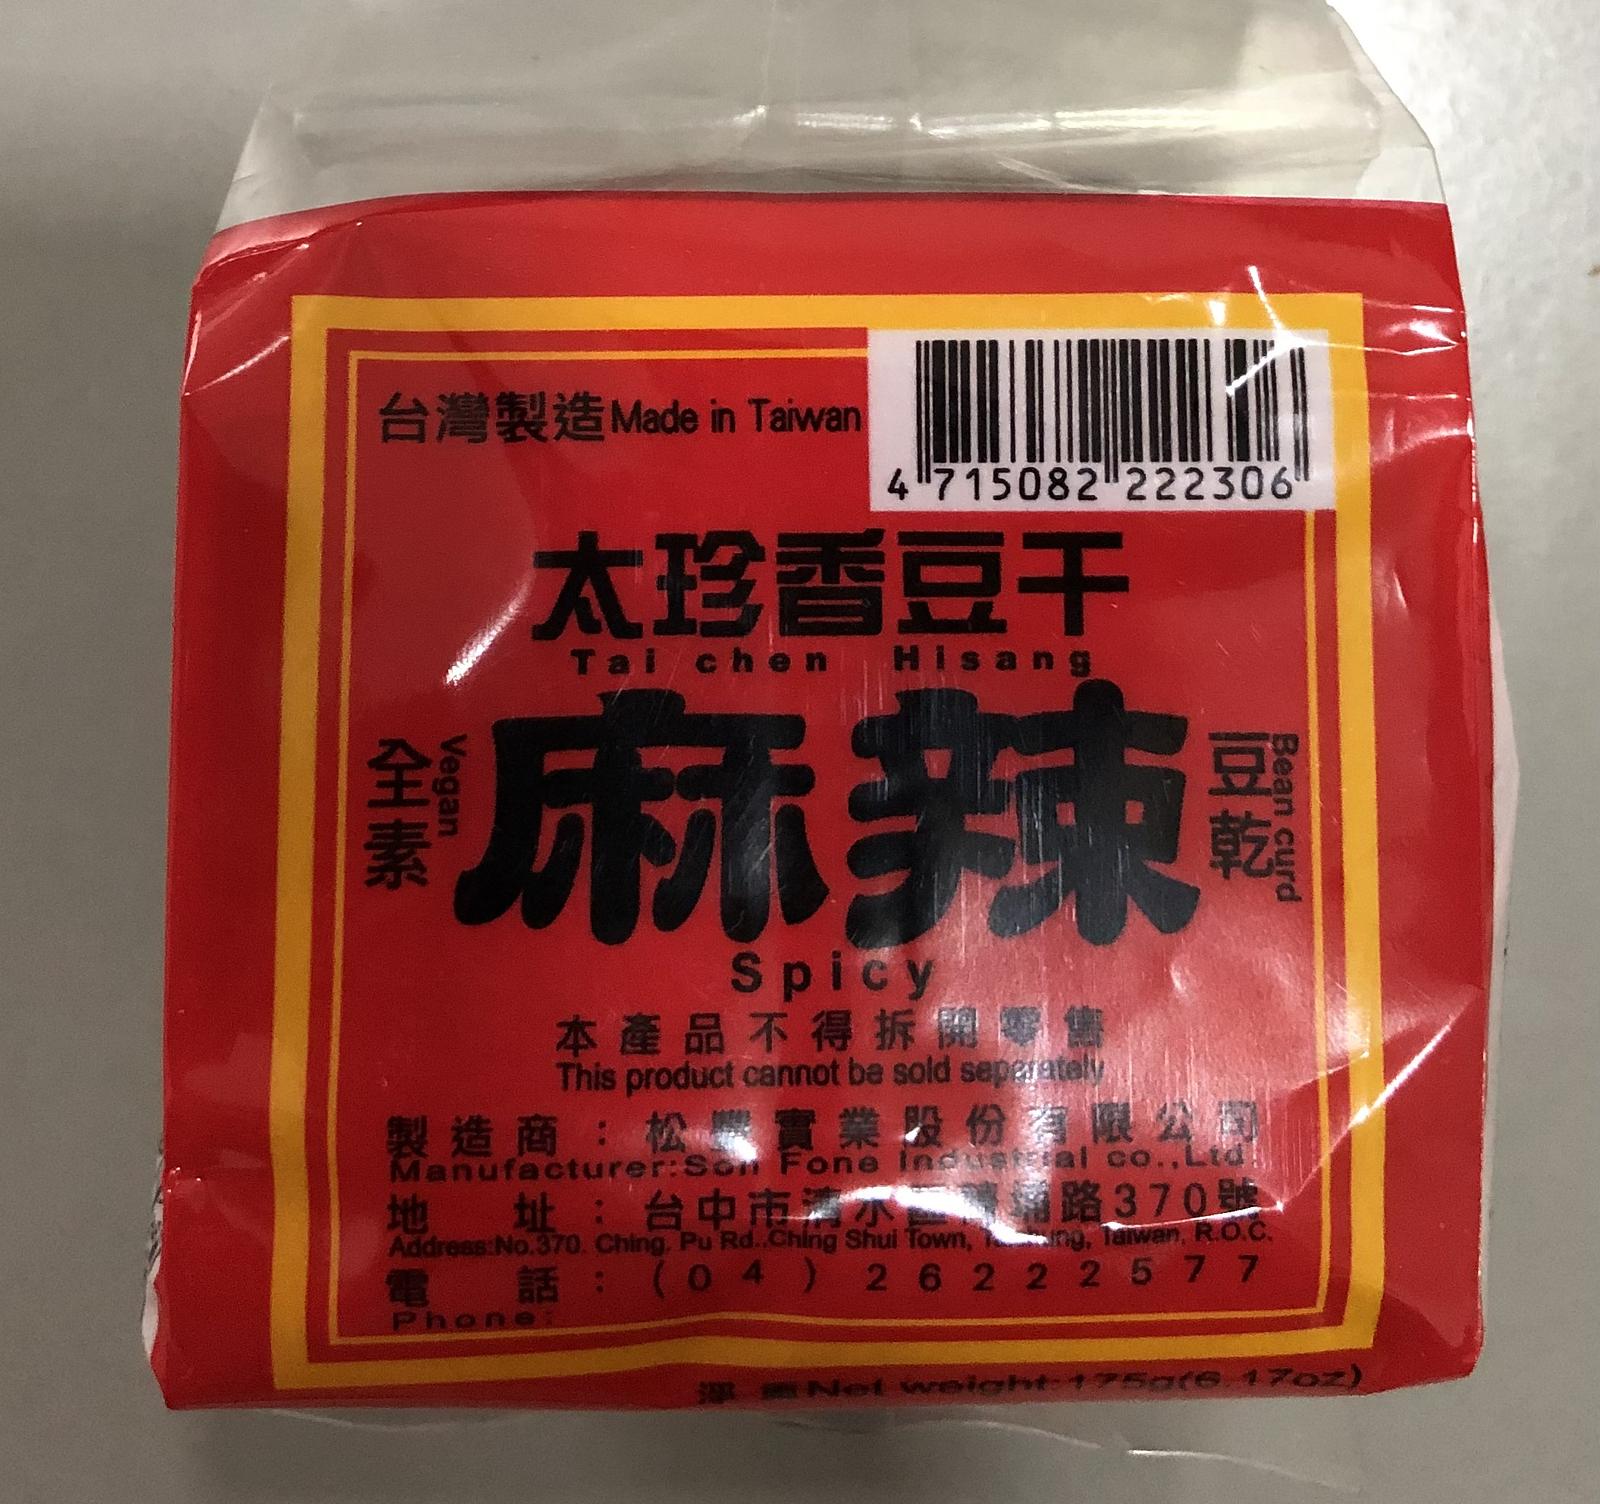 台灣製造Made in Taiwan
4 715082 222306
太珍香豆干
Tai chen Hisang
全素
Vegan
麻辣
豆乾
Bean curd
Spicy
本產品不得拆開零售
This product cannot be sold separately
製造商：松豐實業股份有限公司
Manufacturer:Son Fone Industrial co.,Ltd.
地址：台中市清水區 路370號
Address:No.370. Ching. Pu Rd..Ching Shui Town, Taichung, Taiwan, R.O.C.
電話：(04)26222577
Phone:
淨重Net weight:175g(6.17oz)